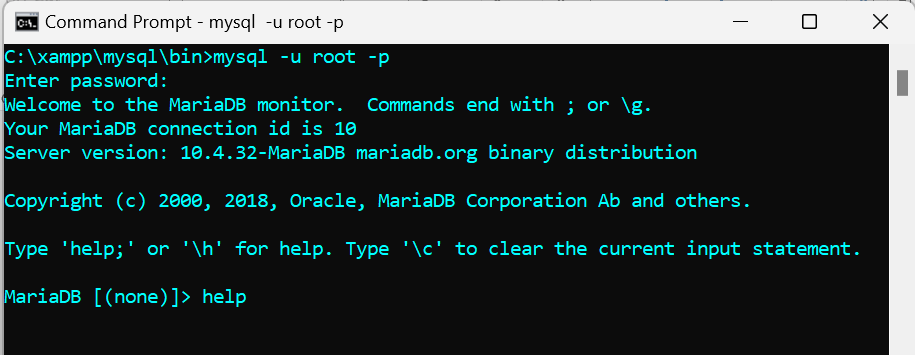 Command Prompt - mysql  -u root -p
C:\xampp\mysql\bin>mysql -u root -p
Enter password:
Welcome to the MariaDB monitor.  Commands end with ; or \g.
Your MariaDB connection id is 10
Server version: 10.4.32-MariaDB mariadb.org binary distribution
Copyright (c) 2000, 2018, Oracle, MariaDB Corporation Ab and others.
Type 'help;' or '\h' for help. Type '\c' to clear the current input statement.
MariaDB [(none)]> help